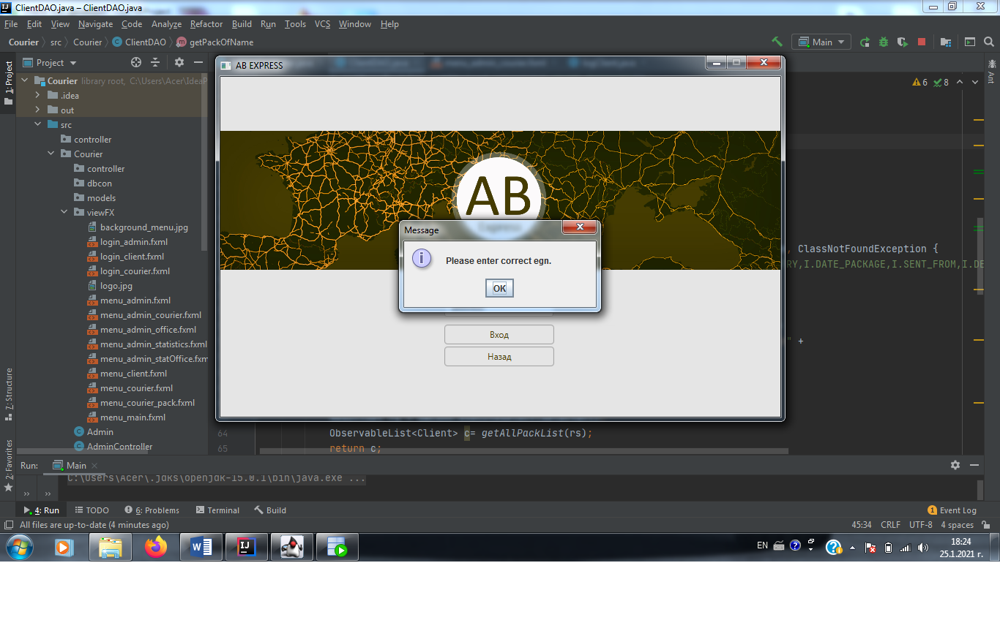 ClientDAO.java – ClientDAO.java
File Edit View Navigate Code Analyze Refactor Build Run Tools VCS Window Help
Courier src Courier ClientDAO getPackOfName Main
1: Project
Project
Courier library root, C:\Users\Acer\IdeaP
.idea
out
src
controller
Courier
controller
dbcon
models
viewFX
background_menu.jpg
login_admin.fxml
login_client.fxml
login_courier.fxml
logo.jpg
menu_admin.fxml
menu_admin_courier.fxml
menu_admin_office.fxml
menu_admin_statistics.fxml
menu_admin_statOffice.fxm
menu_client.fxml
menu_courier.fxml
menu_courier_pack.fxml
menu_main.fxml
Admin
AdminController
7: Structure
2: Favorites
Ant
6 8
AB EXPRESS
AB
Message
Please enter correct egn.
OK
Вход
Назад
, ClassNotFoundException {
RY,I.DATE_PACKAGE,I.SENT_FROM,I.DE
" +
64 ObservableList<Client> c= getAllPackList(rs);
65 return c;
Run: Main
C:\Users\Acer\.jdks\openjdk-15.0.1\bin\java.exe ...
4: Run TODO 6: Problems Terminal Build 1 Event Log
All files are up-to-date (4 minutes ago) 45:34 CRLF UTF-8 4 spaces
EN 18:24
25.1.2021 г.